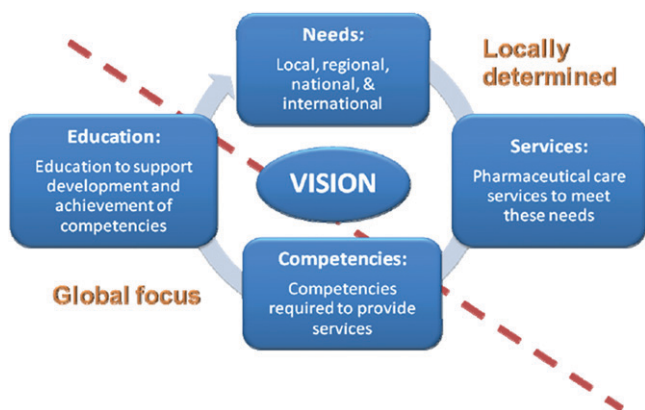 Needs:
Local, regional,
national, &
international
Locally
determined
Education:
Education to support
development and
achievement of
competencies
VISION
Services:
Pharmaceutical care
services to meet
these needs
Global focus
Competencies:
Competencies
required to provide
services